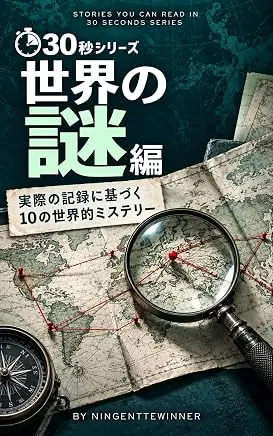 STORIES YOU CAN READ IN
30 SECONDS SERIES
30秒シリーズ
世界の
謎編
実際の記録に基づく
10の世界的ミステリー
BY NINGENTTEWINNER